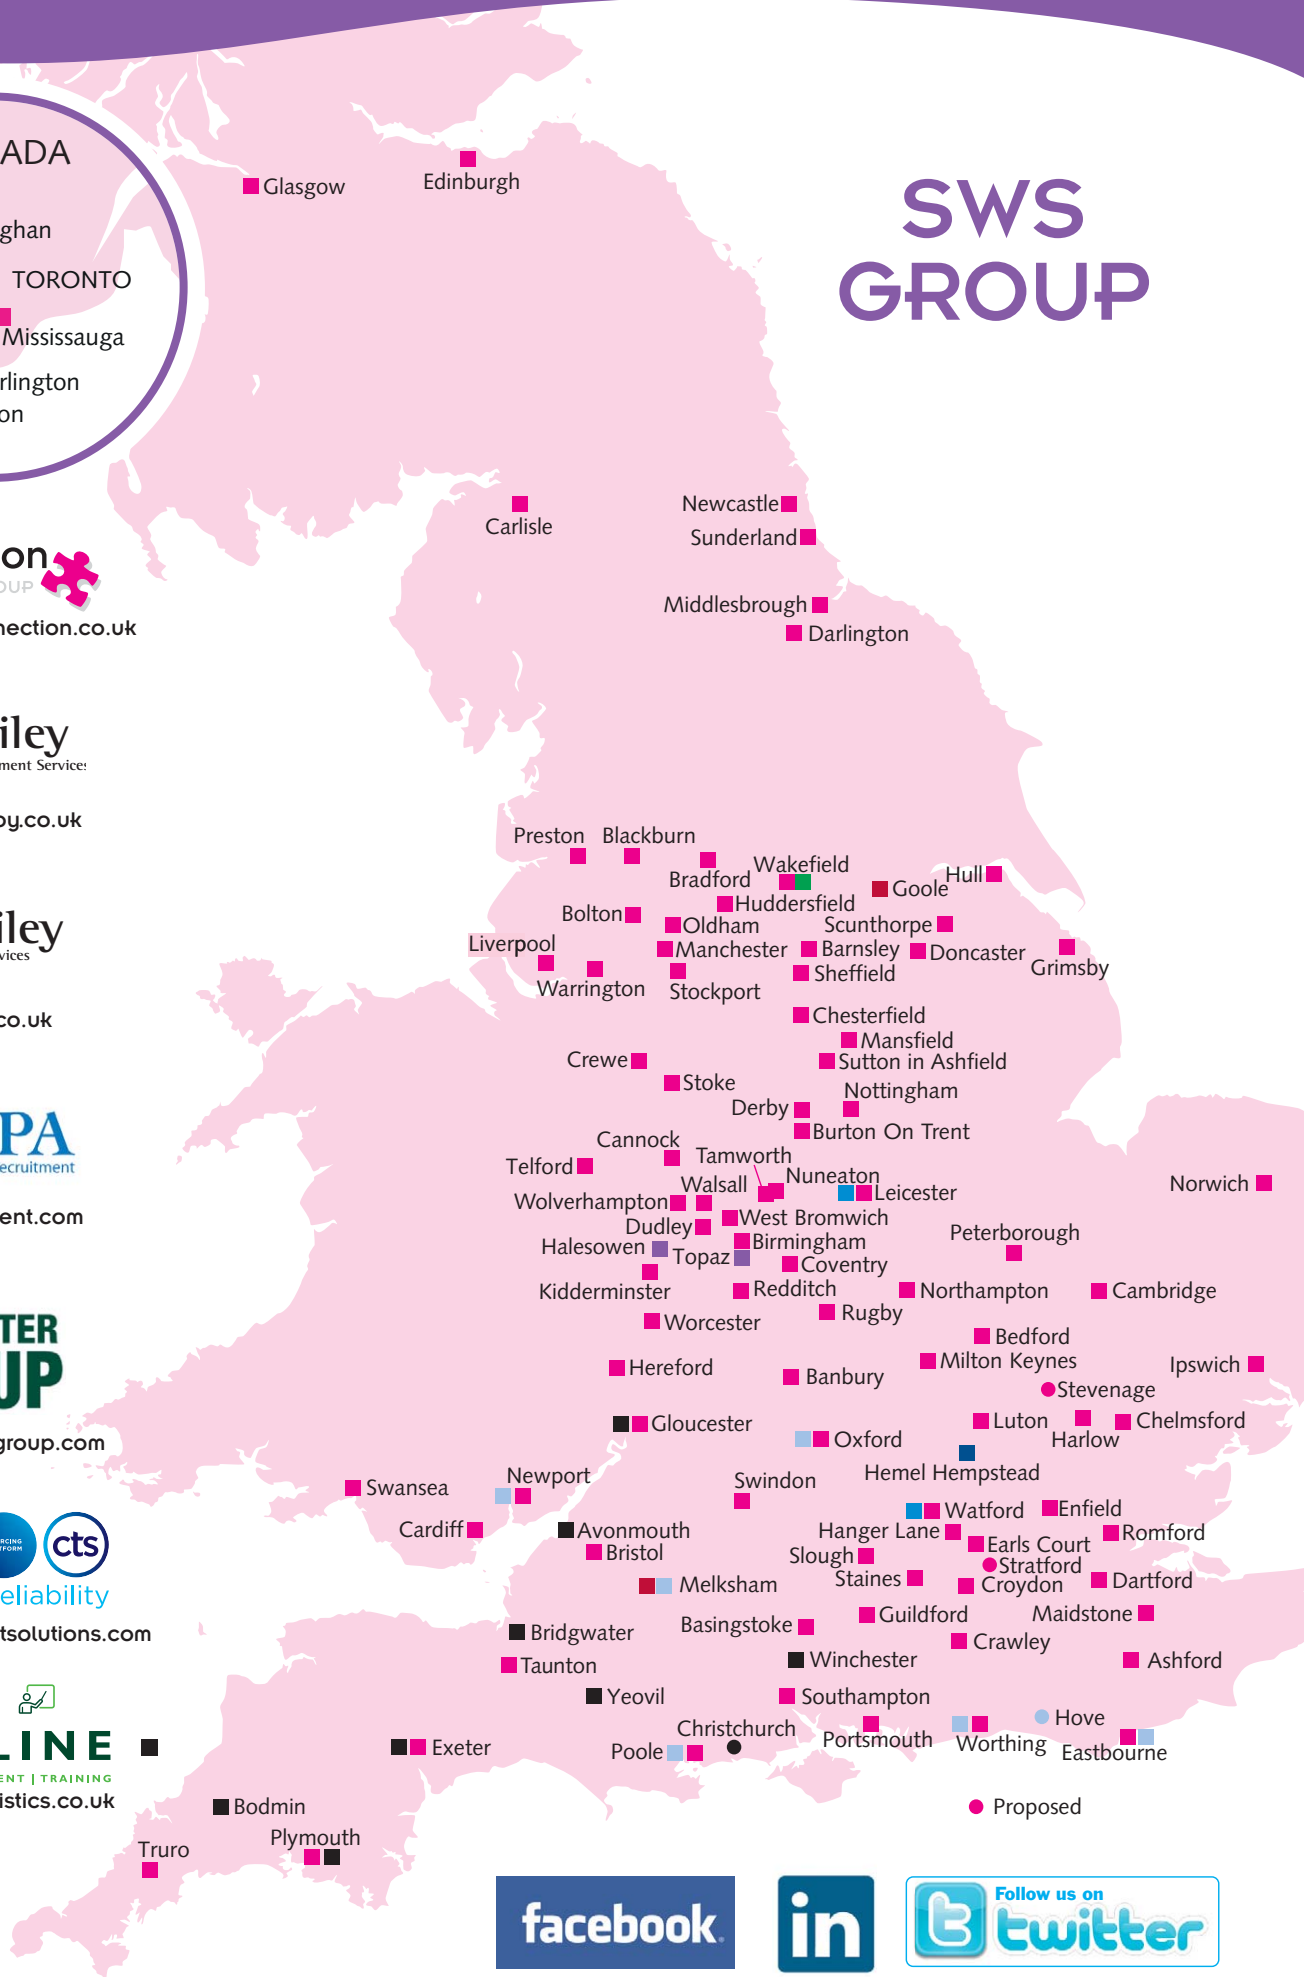 ADA
ghan
TORONTO
Mississauga
rlington
on
SWS
GROUP
Glasgow
Edinburgh
Carlisle
Newcastle
Sunderland
Middlesbrough
Darlington
on
OUP
nection.co.uk
iley
ment Services
by.co.uk
iley
vices
co.uk
PA
ecruitment
ent.com
TER
UP
group.com
RCING
TFORM
cts
eliability
tsolutions.com
LINE
ENT | TRAINING
istics.co.uk
Preston
Blackburn
Bradford
Wakefield
Goole
Hull
Huddersfield
Bolton
Oldham
Scunthorpe
Liverpool
Manchester
Barnsley
Doncaster
Grimsby
Sheffield
Warrington
Stockport
Chesterfield
Mansfield
Crewe
Sutton in Ashfield
Stoke
Nottingham
Derby
Burton On Trent
Cannock
Tamworth
Telford
Nuneaton
Walsall
Leicester
Norwich
Wolverhampton
West Bromwich
Dudley
Peterborough
Birmingham
Halesowen
Topaz
Coventry
Kidderminster
Redditch
Northampton
Cambridge
Rugby
Worcester
Bedford
Milton Keynes
Ipswich
Hereford
Banbury
Stevenage
Gloucester
Luton
Harlow
Chelmsford
Oxford
Hemel Hempstead
Newport
Swansea
Swindon
Watford
Enfield
Cardiff
Avonmouth
Hanger Lane
Romford
Earls Court
Bristol
Slough
Stratford
Melksham
Staines
Croydon
Dartford
Guildford
Maidstone
Basingstoke
Bridgwater
Crawley
Winchester
Ashford
Taunton
Yeovil
Southampton
Hove
Christchurch
Portsmouth
Worthing
Eastbourne
Exeter
Poole
Bodmin
Proposed
Plymouth
Truro
facebook
in
t
Follow us on
twitter